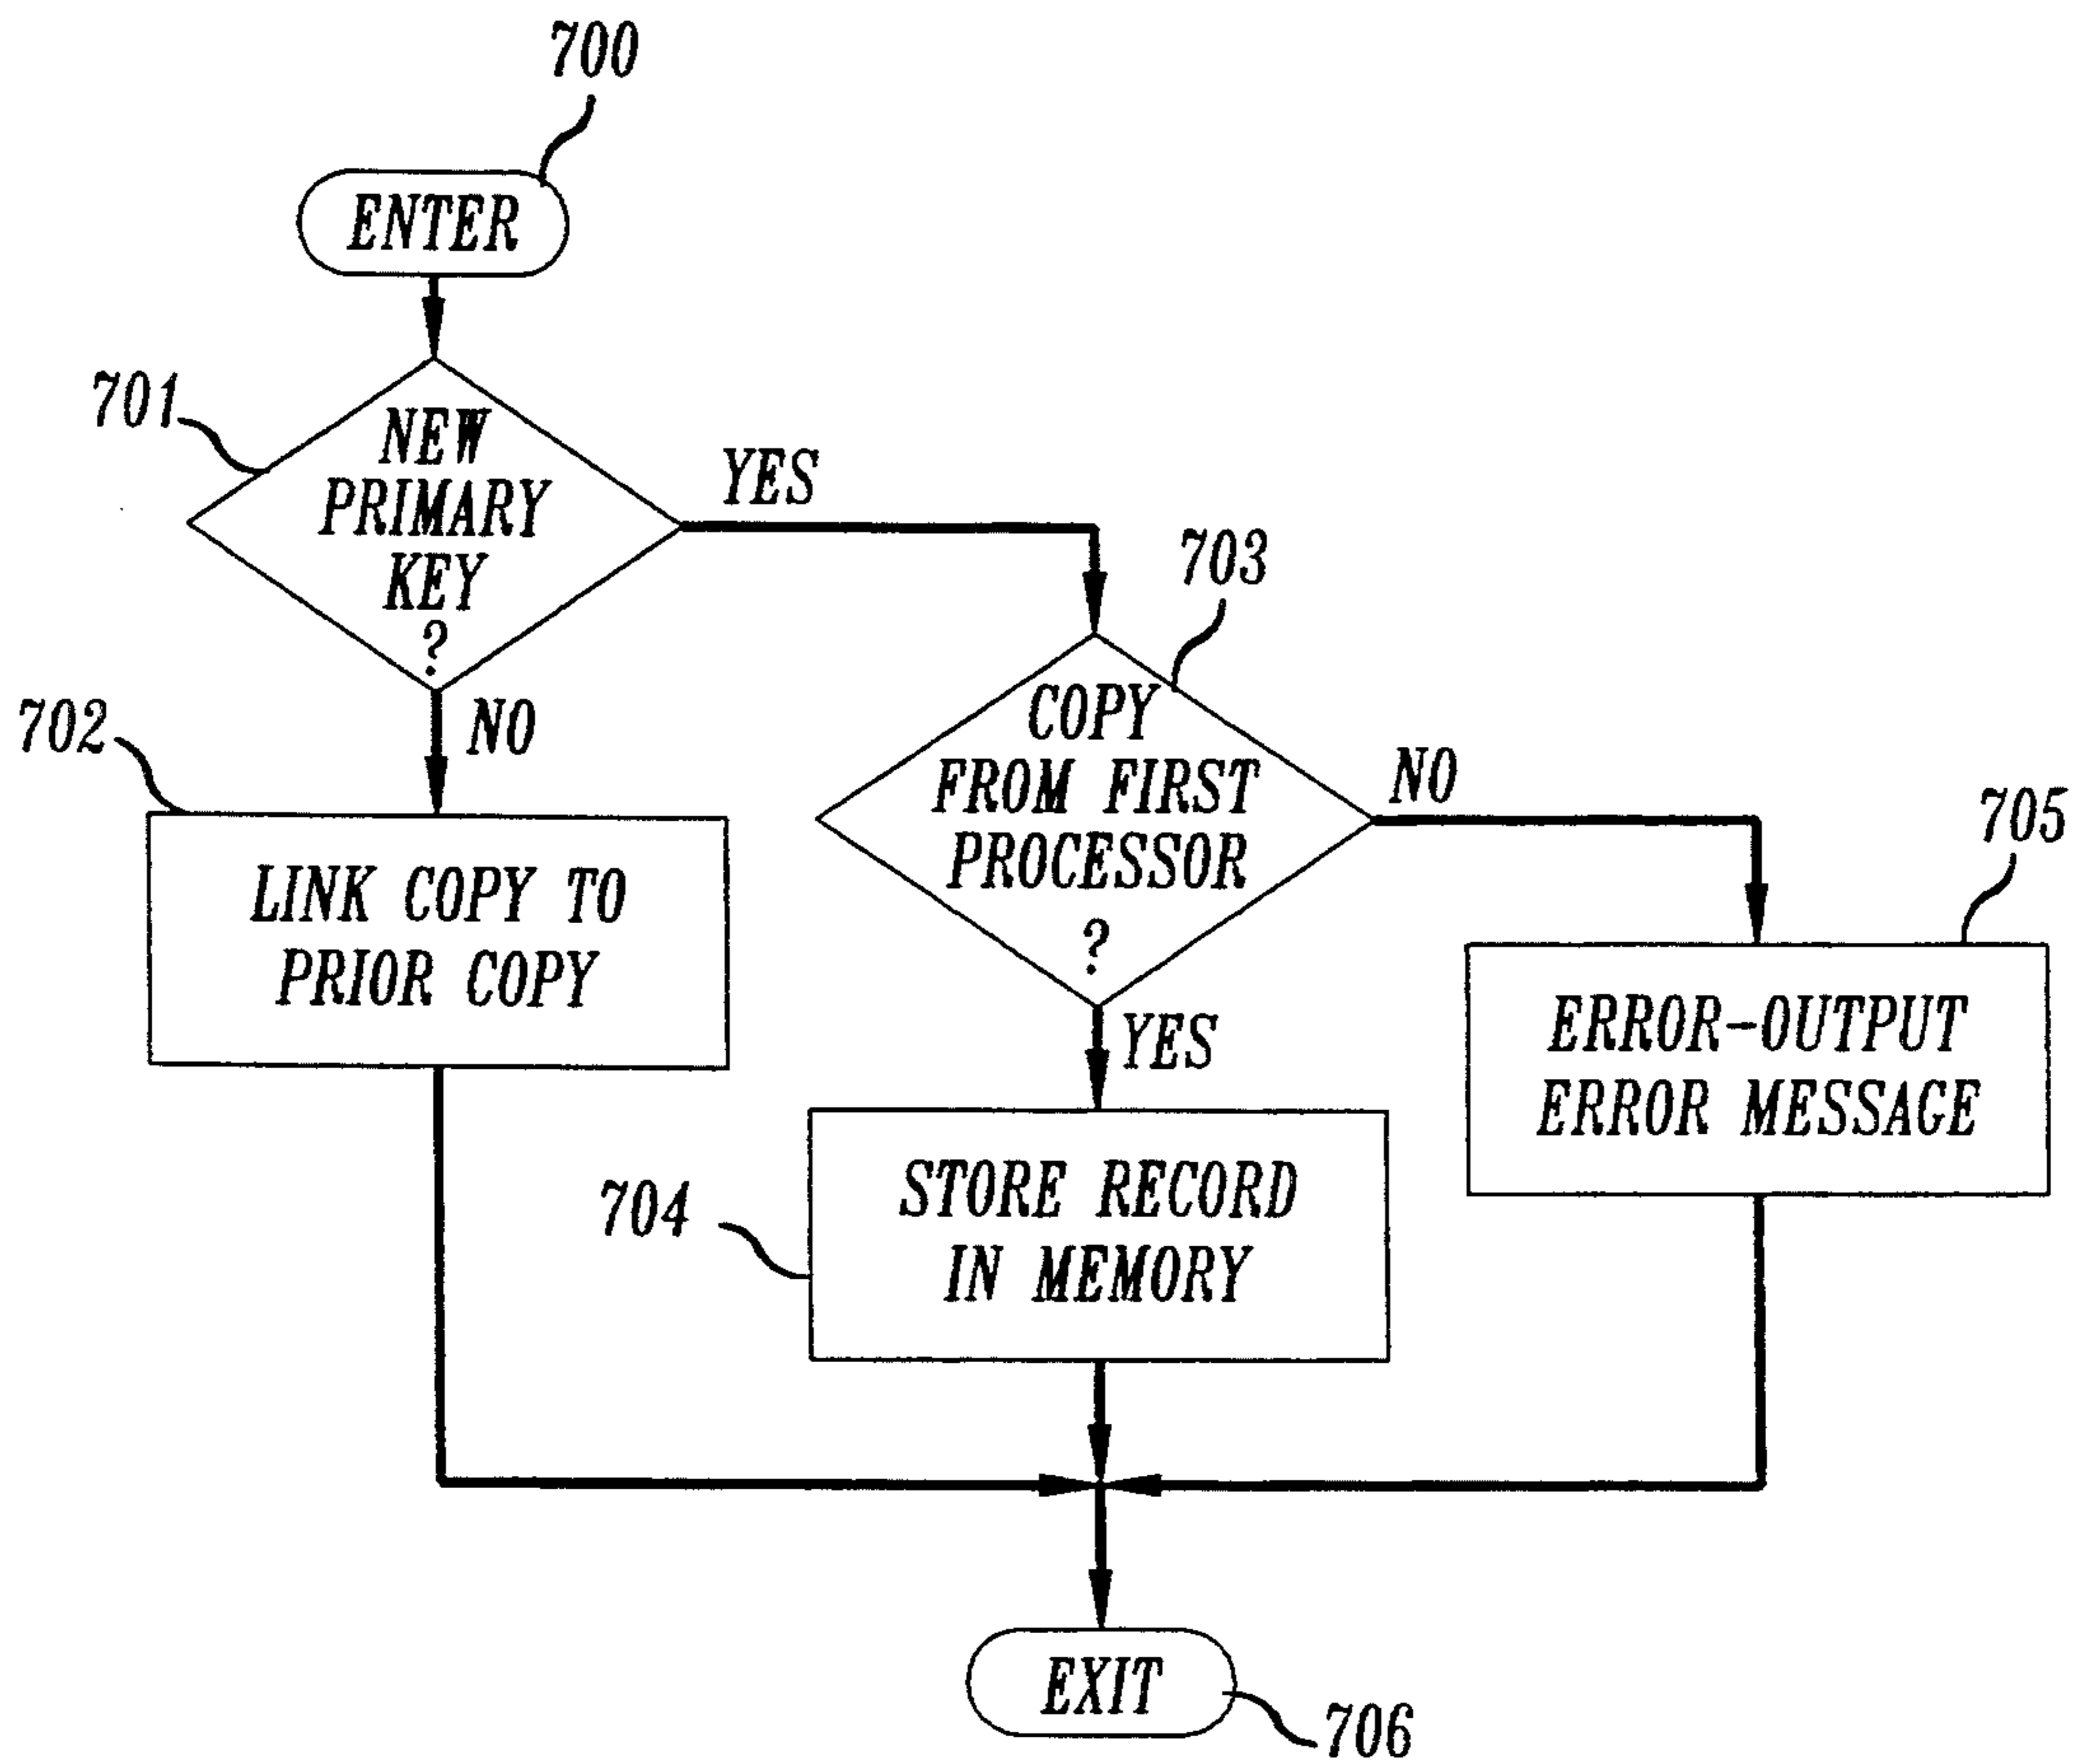 700
ENTER
701
NEW
PRIMARY
KEY
?
YES
NO
702
LINK COPY TO
PRIOR COPY
703
COPY
FROM FIRST
PROCESSOR
?
NO
YES
705
ERROR-OUTPUT
ERROR MESSAGE
704
STORE RECORD
IN MEMORY
EXIT
706